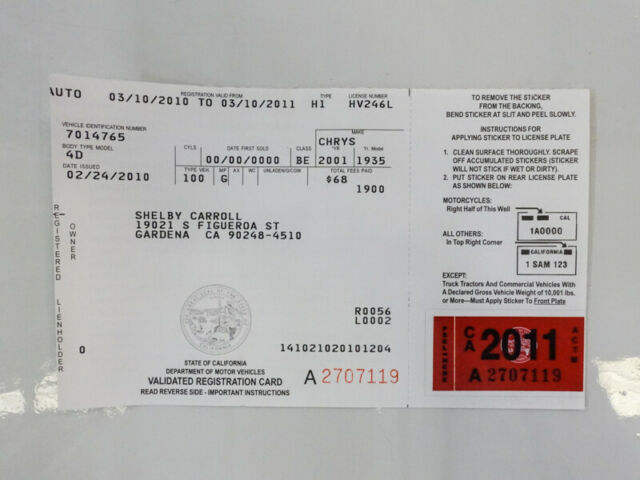 AUTO
REGISTRATION VALID FROM
TYPE
LICENSE NUMBER
03/10/2010 TO 03/10/2011 H1 HV246L
VEHICLE IDENTIFICATION NUMBER
7014765
MAKE
BODY TYPE MODEL
CYLS
DATE FIRST SOLD
CLASS
CHRYS
YR
Yr. Model
4D
00/00/0000 BE 2001 1935
DATE ISSUED
TYPE VEH
MP
AX
WC
UNLADEN/G/CGW
TOTAL FEES PAID
02/24/2010
100 G
$68
1900
REGISTERED OWNER
SHELBY CARROLL
19021 S FIGUEROA ST
GARDENA CA 90248-4510
R0056
L0002
LIENHOLDER
0
141021020101204
STATE OF CALIFORNIA
DEPARTMENT OF MOTOR VEHICLES
VALIDATED REGISTRATION CARD
READ REVERSE SIDE - IMPORTANT INSTRUCTIONS
A 2707119
TO REMOVE THE STICKER
FROM THE BACKING,
BEND STICKER AT SLIT AND PEEL SLOWLY.
INSTRUCTIONS FOR
APPLYING STICKER TO LICENSE PLATE
1. CLEAN SURFACE THOROUGHLY. SCRAPE
OFF ACCUMULATED STICKERS (STICKER
WILL NOT STICK IF WET OR DIRTY).
2. PUT STICKER ON REAR LICENSE PLATE
AS SHOWN BELOW:
MOTORCYCLES:
Right Half of This Well
CAL
1A0000
ALL OTHERS:
In Top Right Corner
CALIFORNIA
1 SAM 123
EXCEPT:
Truck Tractors And Commercial Vehicles With
A Declared Gross Vehicle Weight of 10,001 lbs.
or More—Must Apply Sticker To Front Plate
CA
2011
A 2707119